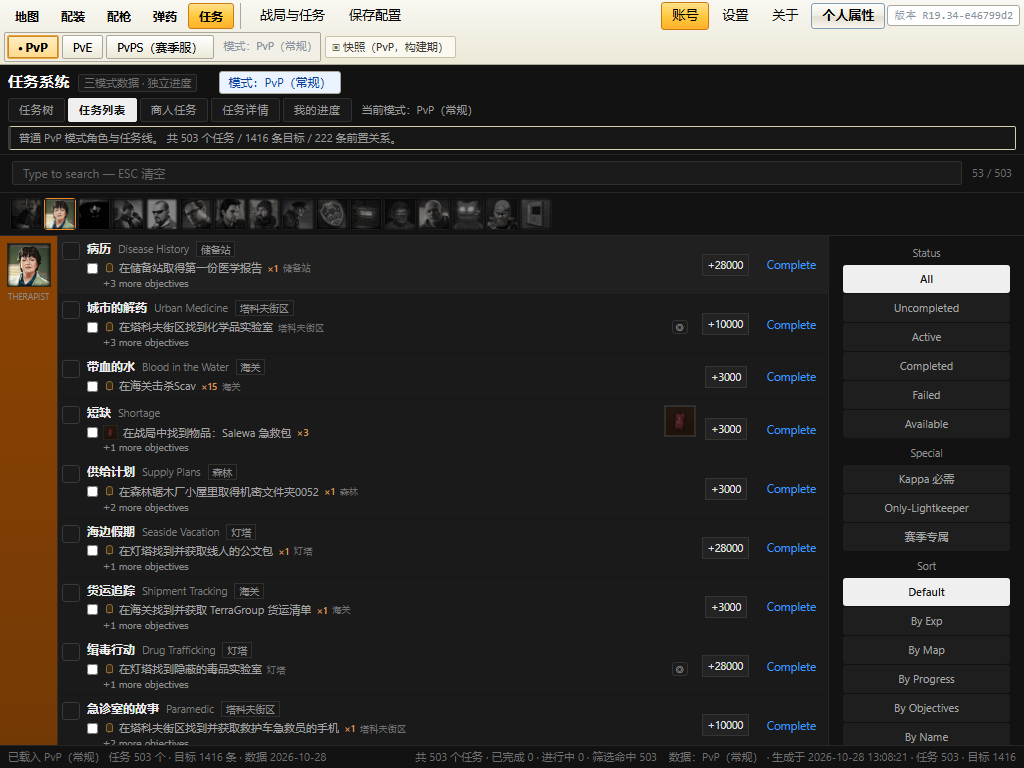 地图 配装 配枪 弹药 任务 战局与任务 保存配置 账号 设置 关于 个人属性 版本 R19.34-e46799d2
• PvP PvE PvPS（赛季服） 模式：PvP（常规） 快照（PvP，构建期）
任务系统 三模式数据 · 独立进度 模式：PvP（常规）
任务树 任务列表 商人任务 任务详情 我的进度 当前模式：PvP（常规）
普通 PvP 模式角色与任务线。 共 503 个任务 / 1416 条目标 / 222 条前置关系。
Type to search — ESC 清空 53 / 503
THERAPIST
病历 Disease History 储备站
在储备站取得第一份医学报告 ×1 储备站
+3 more objectives
+28000 Complete
城市的解药 Urban Medicine 塔科夫街区
在塔科夫街区找到化学品实验室 塔科夫街区
+3 more objectives
+10000 Complete
带血的水 Blood in the Water 海关
在海关击杀Scav ×15 海关
+3000 Complete
短缺 Shortage
在战局中找到物品：Salewa 急救包 ×3
+1 more objectives
+3000 Complete
供给计划 Supply Plans 森林
在森林锯木厂小屋里取得机密文件夹0052 ×1 森林
+2 more objectives
+3000 Complete
海边假期 Seaside Vacation 灯塔
在灯塔找到并获取线人的公文包 ×1 灯塔
+1 more objectives
+28000 Complete
货运追踪 Shipment Tracking 海关
在海关找到并获取 TerraGroup 货运清单 ×1 海关
+1 more objectives
+3000 Complete
缉毒行动 Drug Trafficking 灯塔
在灯塔找到隐蔽的毒品实验室 灯塔
+1 more objectives
+28000 Complete
急诊室的故事 Paramedic 塔科夫街区
在塔科夫街区找到并获取救护车急救员的手机 ×1 塔科夫街区
+2 more objectives
+10000 Complete
Status
All
Uncompleted
Active
Completed
Failed
Available
Special
Kappa 必需
Only-Lightkeeper
赛季专属
Sort
Default
By Exp
By Map
By Progress
By Objectives
By Name
已载入 PvP（常规） 任务 503 个 · 目标 1416 条 · 数据 2026-10-28 共 503 个任务 · 已完成 0 · 进行中 0 · 筛选命中 503 数据：PvP（常规） · 生成于 2026-10-28 13:08:21 · 任务 503 · 目标 1416